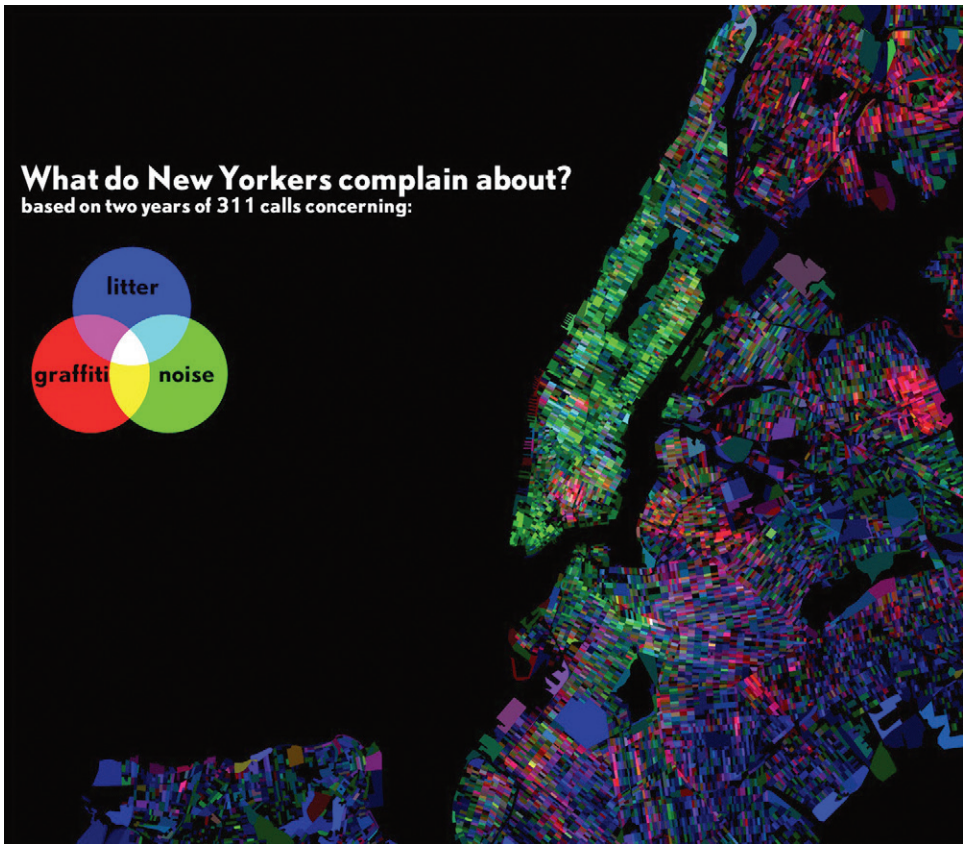 What do New Yorkers complain about?
based on two years of 311 calls concerning:
litter
graffiti
noise